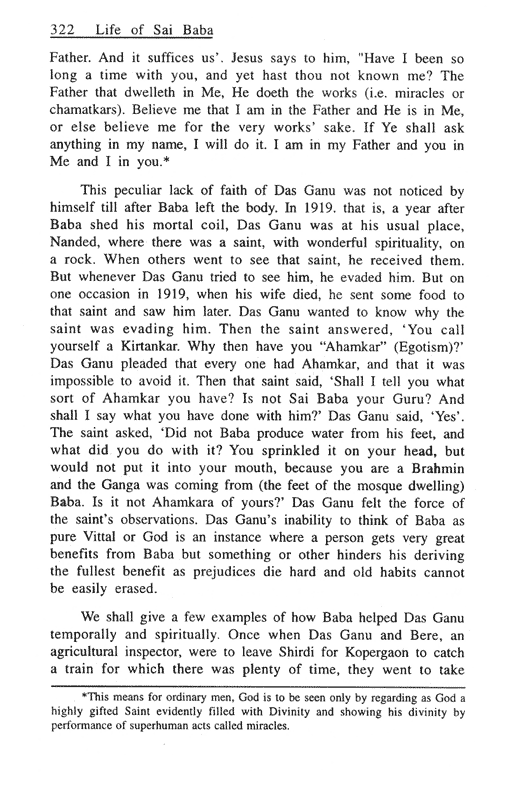 322 Life of Sai Baba
Father. And it suffices us'. Jesus says to him, "Have I been so
long a time with you, and yet hast thou not known me? The
Father that dwelleth in Me, He doeth the works (i.e. miracles or
chamatkars). Believe me that I am in the Father and He is in Me,
or else believe me for the very works' sake. If Ye shall ask
anything in my name, I will do it. I am in my Father and you in
Me and I in you.*
This peculiar lack of faith of Das Ganu was not noticed by
himself till after Baba left the body. In 1919. that is, a year after
Baba shed his mortal coil, Das Ganu was at his usual place,
Nanded, where there was a saint, with wonderful spirituality, on
a rock. When others went to see that saint, he received them.
But whenever Das Ganu tried to see him, he evaded him. But on
one occasion in 1919, when his wife died, he sent some food to
that saint and saw him later. Das Ganu wanted to know why the
saint was evading him. Then the saint answered, 'You call
yourself a Kirtankar. Why then have you "Ahamkar" (Egotism)?'
Das Ganu pleaded that every one had Ahamkar, and that it was
impossible to avoid it. Then that saint said, 'Shall I tell you what
sort of Ahamkar you have? Is not Sai Baba your Guru? And
shall I say what you have done with him?' Das Ganu said, 'Yes'.
The saint asked, 'Did not Baba produce water from his feet, and
what did you do with it? You sprinkled it on your head, but
would not put it into your mouth, because you are a Brahmin
and the Ganga was coming from (the feet of the mosque dwelling)
Baba. Is it not Ahamkara of yours?' Das Ganu felt the force of
the saint's observations. Das Ganu's inability to think of Baba as
pure Vittal or God is an instance where a person gets very great
benefits from Baba but something or other hinders his deriving
the fullest benefit as prejudices die hard and old habits cannot
be easily erased.
We shall give a few examples of how Baba helped Das Ganu
temporally and spiritually. Once when Das Ganu and Bere, an
agricultural inspector, were to leave Shirdi for Kopergaon to catch
a train for which there was plenty of time, they went to take
*This means for ordinary men, God is to be seen only by regarding as God a
highly gifted Saint evidently filled with Divinity and showing his divinity by
performance of superhuman acts called miracles.